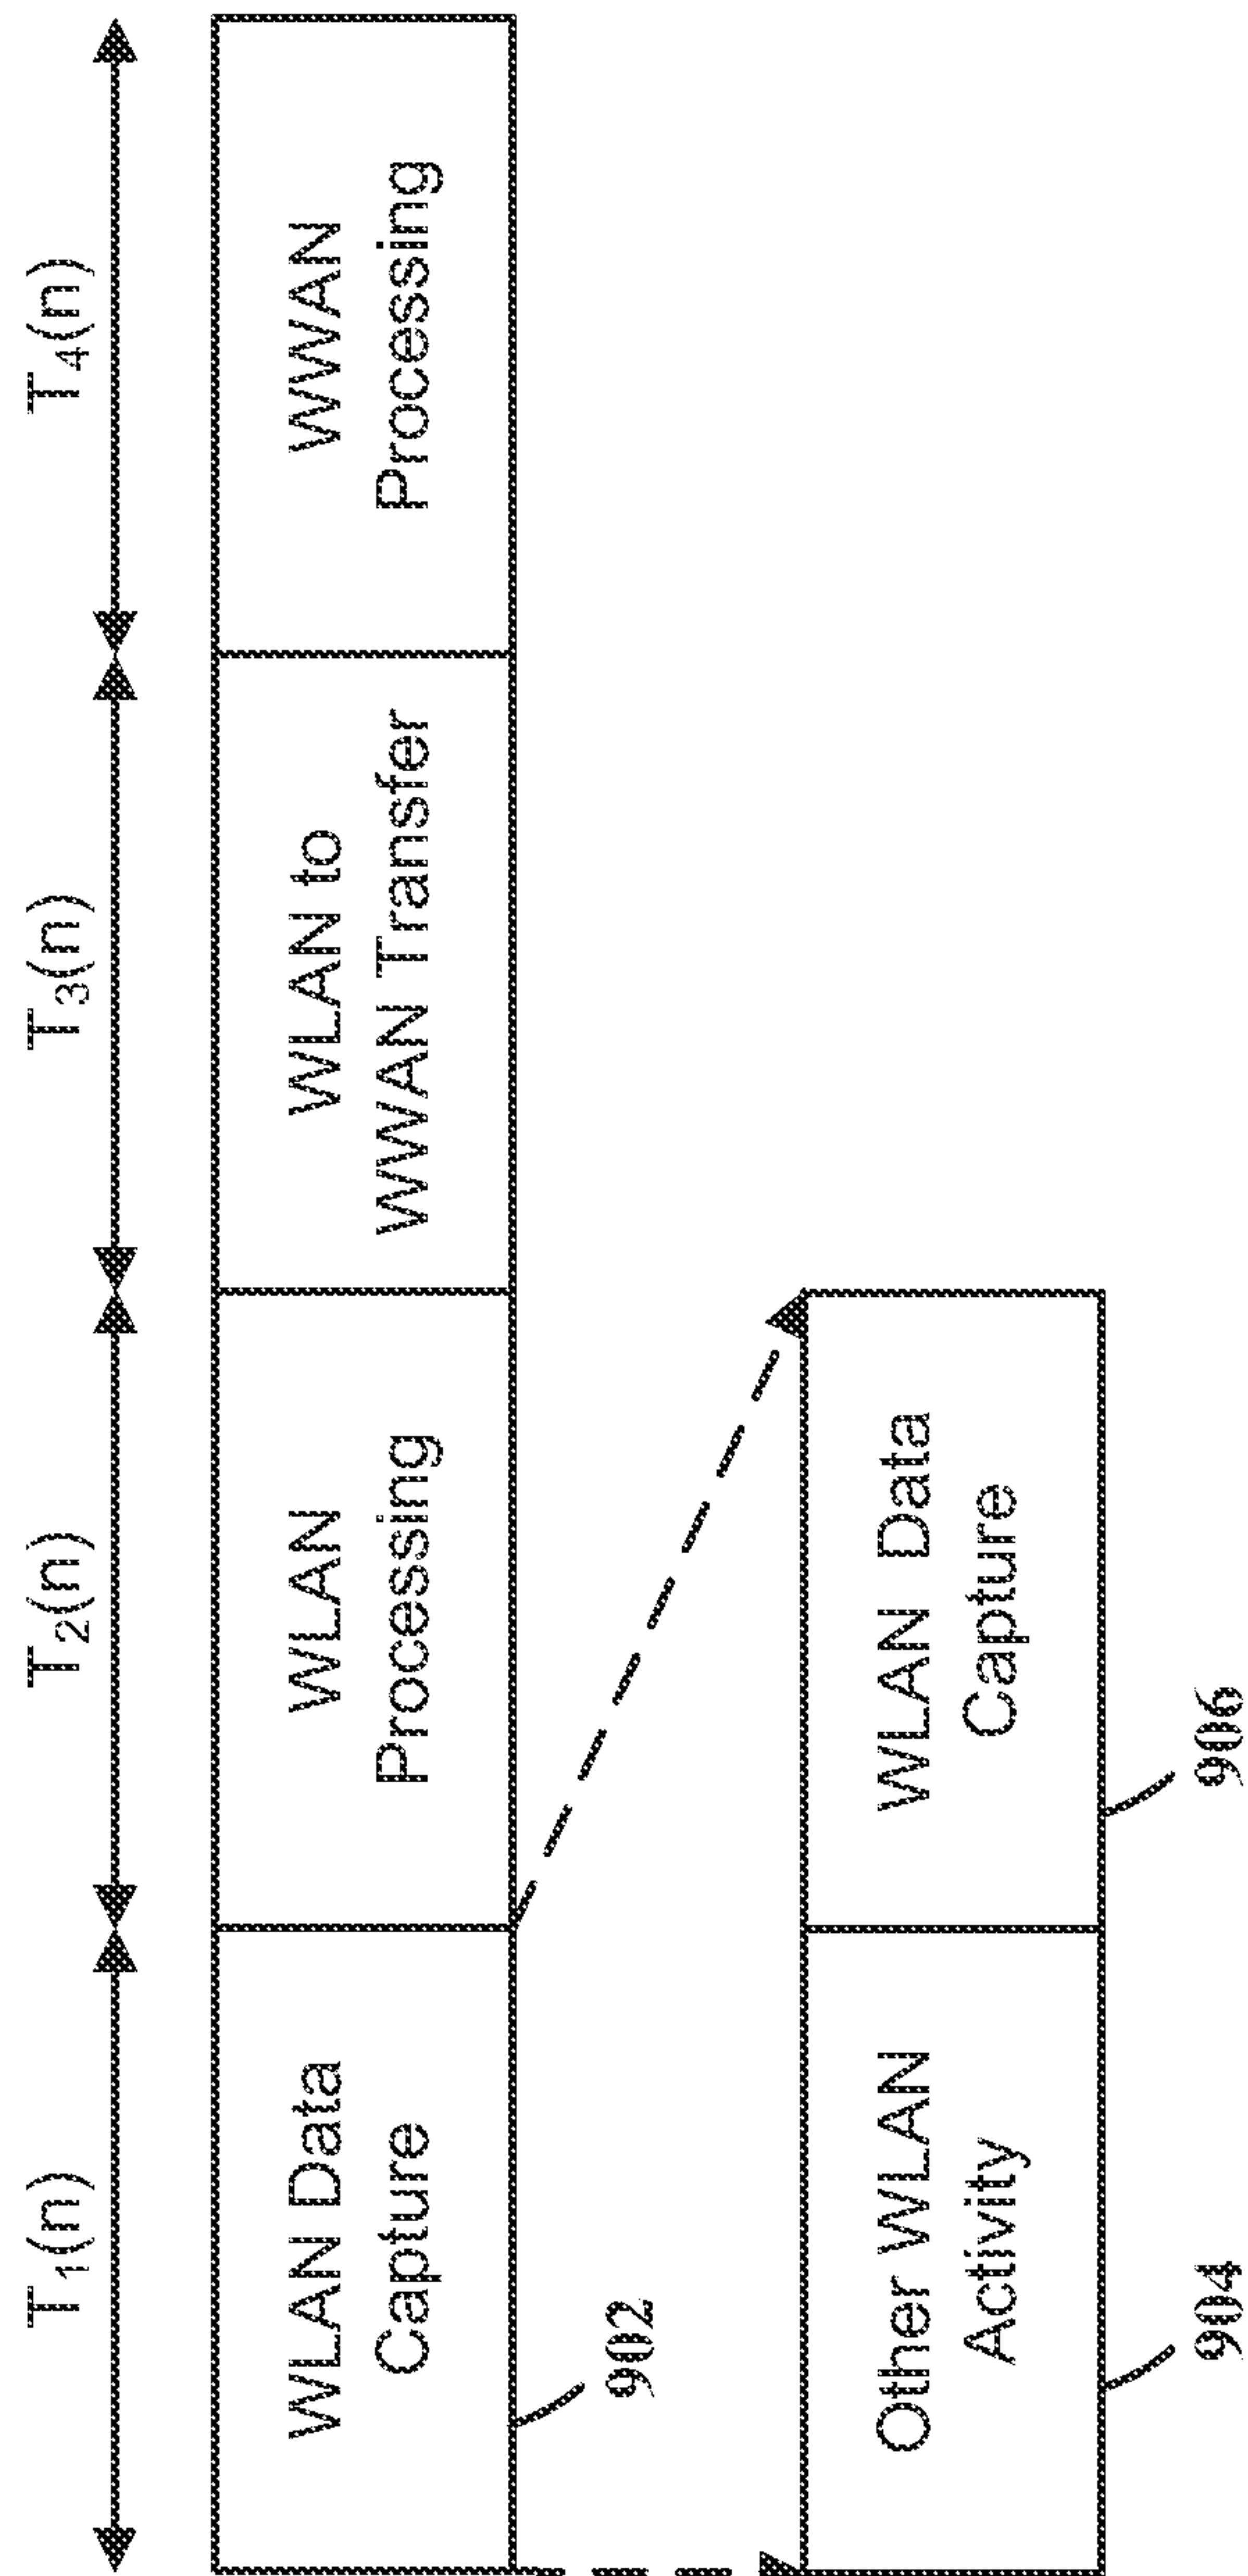 T1(n)
T2(n)
T3(n)
T4(n)
WLAN Data
Capture
WLAN
Processing
WLAN to
WWAN Transfer
WWAN
Processing
902
Other WLAN
Activity
WLAN Data
Capture
904
906